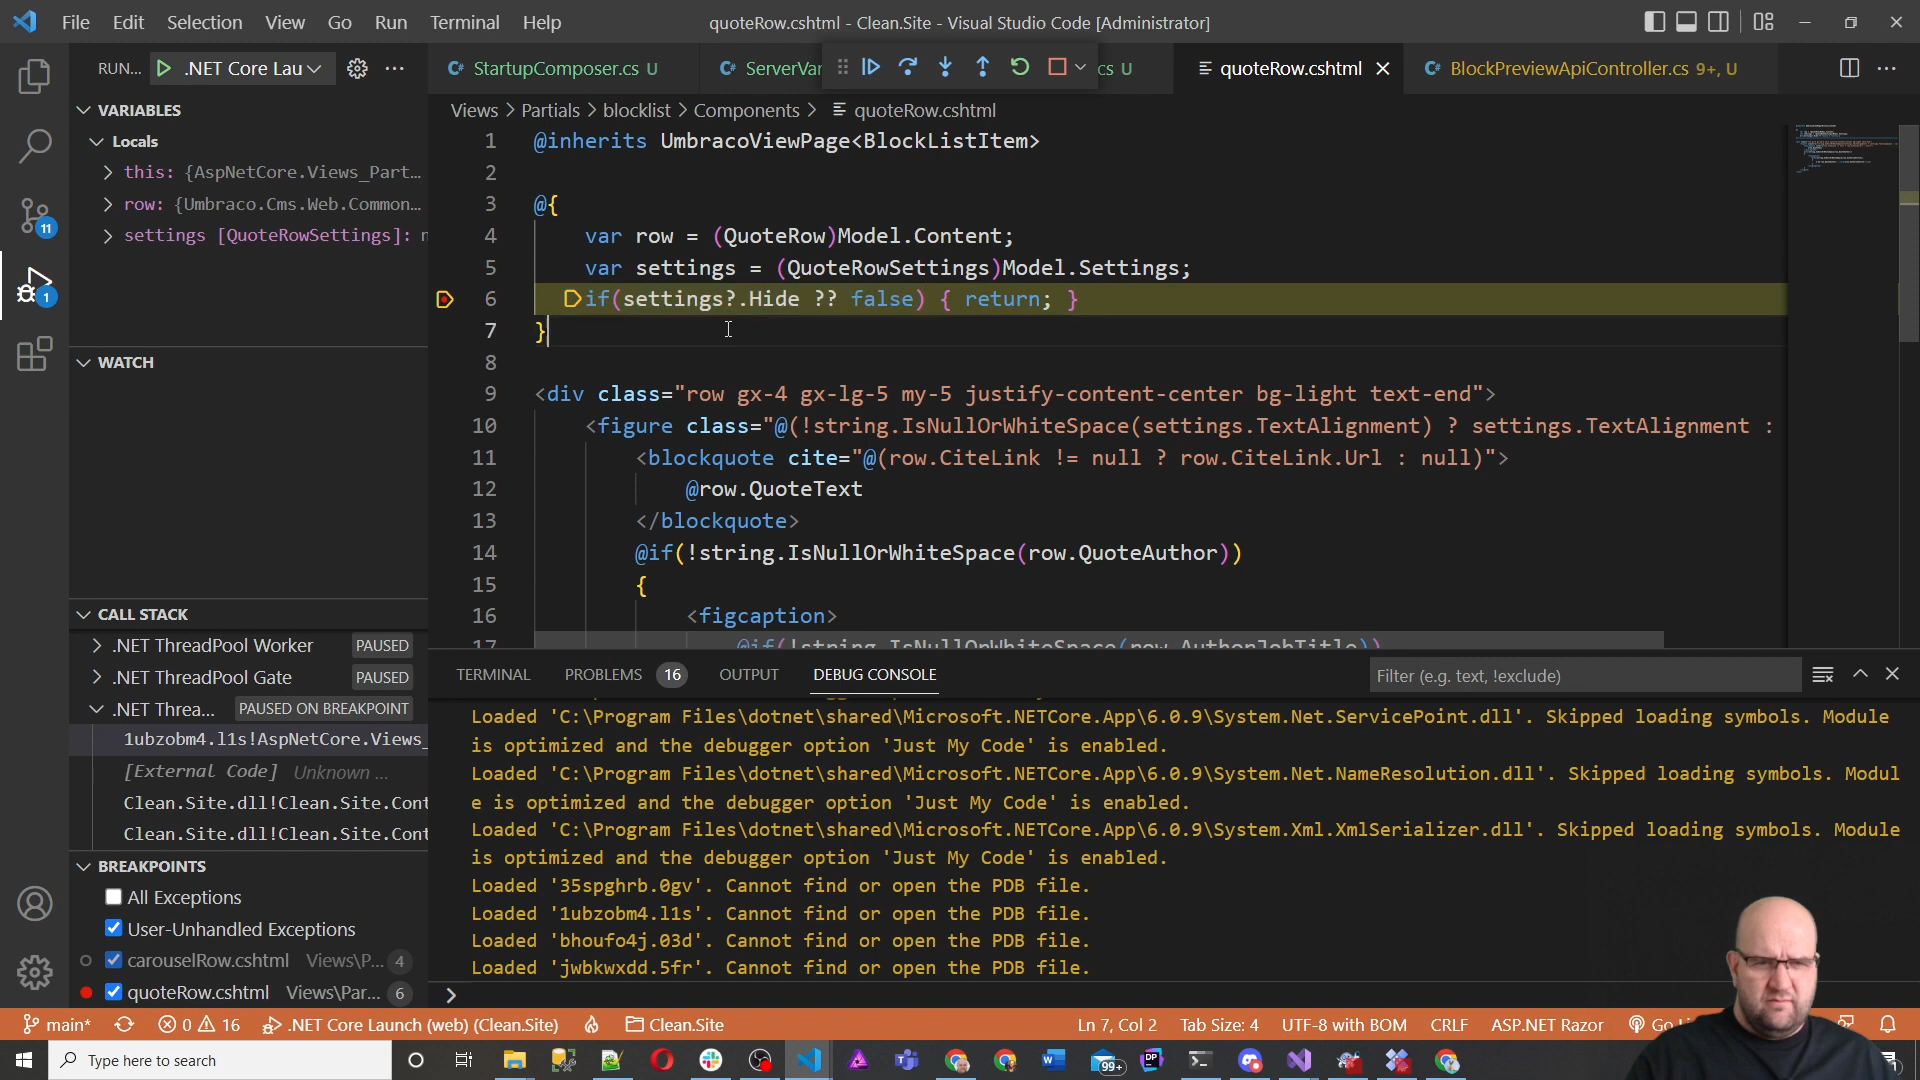 File Edit Selection View Go Run Terminal Help
quoteRow.cshtml - Clean.Site - Visual Studio Code [Administrator]
RUN... .NET Core Lau
StartupComposer.cs U
ServerVar
cs U
quoteRow.cshtml
BlockPreviewApiController.cs 9+, U
Views > Partials > blocklist > Components > quoteRow.cshtml
VARIABLES
Locals
this: {AspNetCore.Views_Part...
row: {Umbraco.Cms.Web.Common...
settings [QuoteRowSettings]: n
WATCH
CALL STACK
.NET ThreadPool Worker PAUSED
.NET ThreadPool Gate PAUSED
.NET Threa... PAUSED ON BREAKPOINT
1ubzobm4.l1s!AspNetCore.Views_
[External Code] Unknown ...
Clean.Site.dll!Clean.Site.Cont
Clean.Site.dll!Clean.Site.Cont
BREAKPOINTS
All Exceptions
User-Unhandled Exceptions
carouselRow.cshtml Views\P... 4
quoteRow.cshtml Views\Par... 6
11
1
1 @inherits UmbracoViewPage<BlockListItem>
2
3 @{
4 var row = (QuoteRow)Model.Content;
5 var settings = (QuoteRowSettings)Model.Settings;
6 if(settings?.Hide ?? false) { return; }
7 }
8
9 <div class="row gx-4 gx-lg-5 my-5 justify-content-center bg-light text-end">
10 <figure class="@(!string.IsNullOrWhiteSpace(settings.TextAlignment) ? settings.TextAlignment :
11 <blockquote cite="@(row.CiteLink != null ? row.CiteLink.Url : null)">
12 @row.QuoteText
13 </blockquote>
14 @if(!string.IsNullOrWhiteSpace(row.QuoteAuthor))
15 {
16 <figcaption>
17 @if(!string.IsNullOrWhiteSpace(row.AuthorJobTitle))
TERMINAL PROBLEMS 16 OUTPUT DEBUG CONSOLE
Filter (e.g. text, !exclude)
Loaded 'C:\Program Files\dotnet\shared\Microsoft.NETCore.App\6.0.9\System.Net.ServicePoint.dll'. Skipped loading symbols. Module
is optimized and the debugger option 'Just My Code' is enabled.
Loaded 'C:\Program Files\dotnet\shared\Microsoft.NETCore.App\6.0.9\System.Net.NameResolution.dll'. Skipped loading symbols. Modul
e is optimized and the debugger option 'Just My Code' is enabled.
Loaded 'C:\Program Files\dotnet\shared\Microsoft.NETCore.App\6.0.9\System.Xml.XmlSerializer.dll'. Skipped loading symbols. Module
is optimized and the debugger option 'Just My Code' is enabled.
Loaded '35spghrb.0gv'. Cannot find or open the PDB file.
Loaded '1ubzobm4.l1s'. Cannot find or open the PDB file.
Loaded 'bhoufo4j.03d'. Cannot find or open the PDB file.
Loaded 'jwbkwxdd.5fr'. Cannot find or open the PDB file.
main* 0 16 .NET Core Launch (web) (Clean.Site) Clean.Site
Ln 7, Col 2 Tab Size: 4 UTF-8 with BOM CRLF ASP.NET Razor
Type here to search
99+
DP